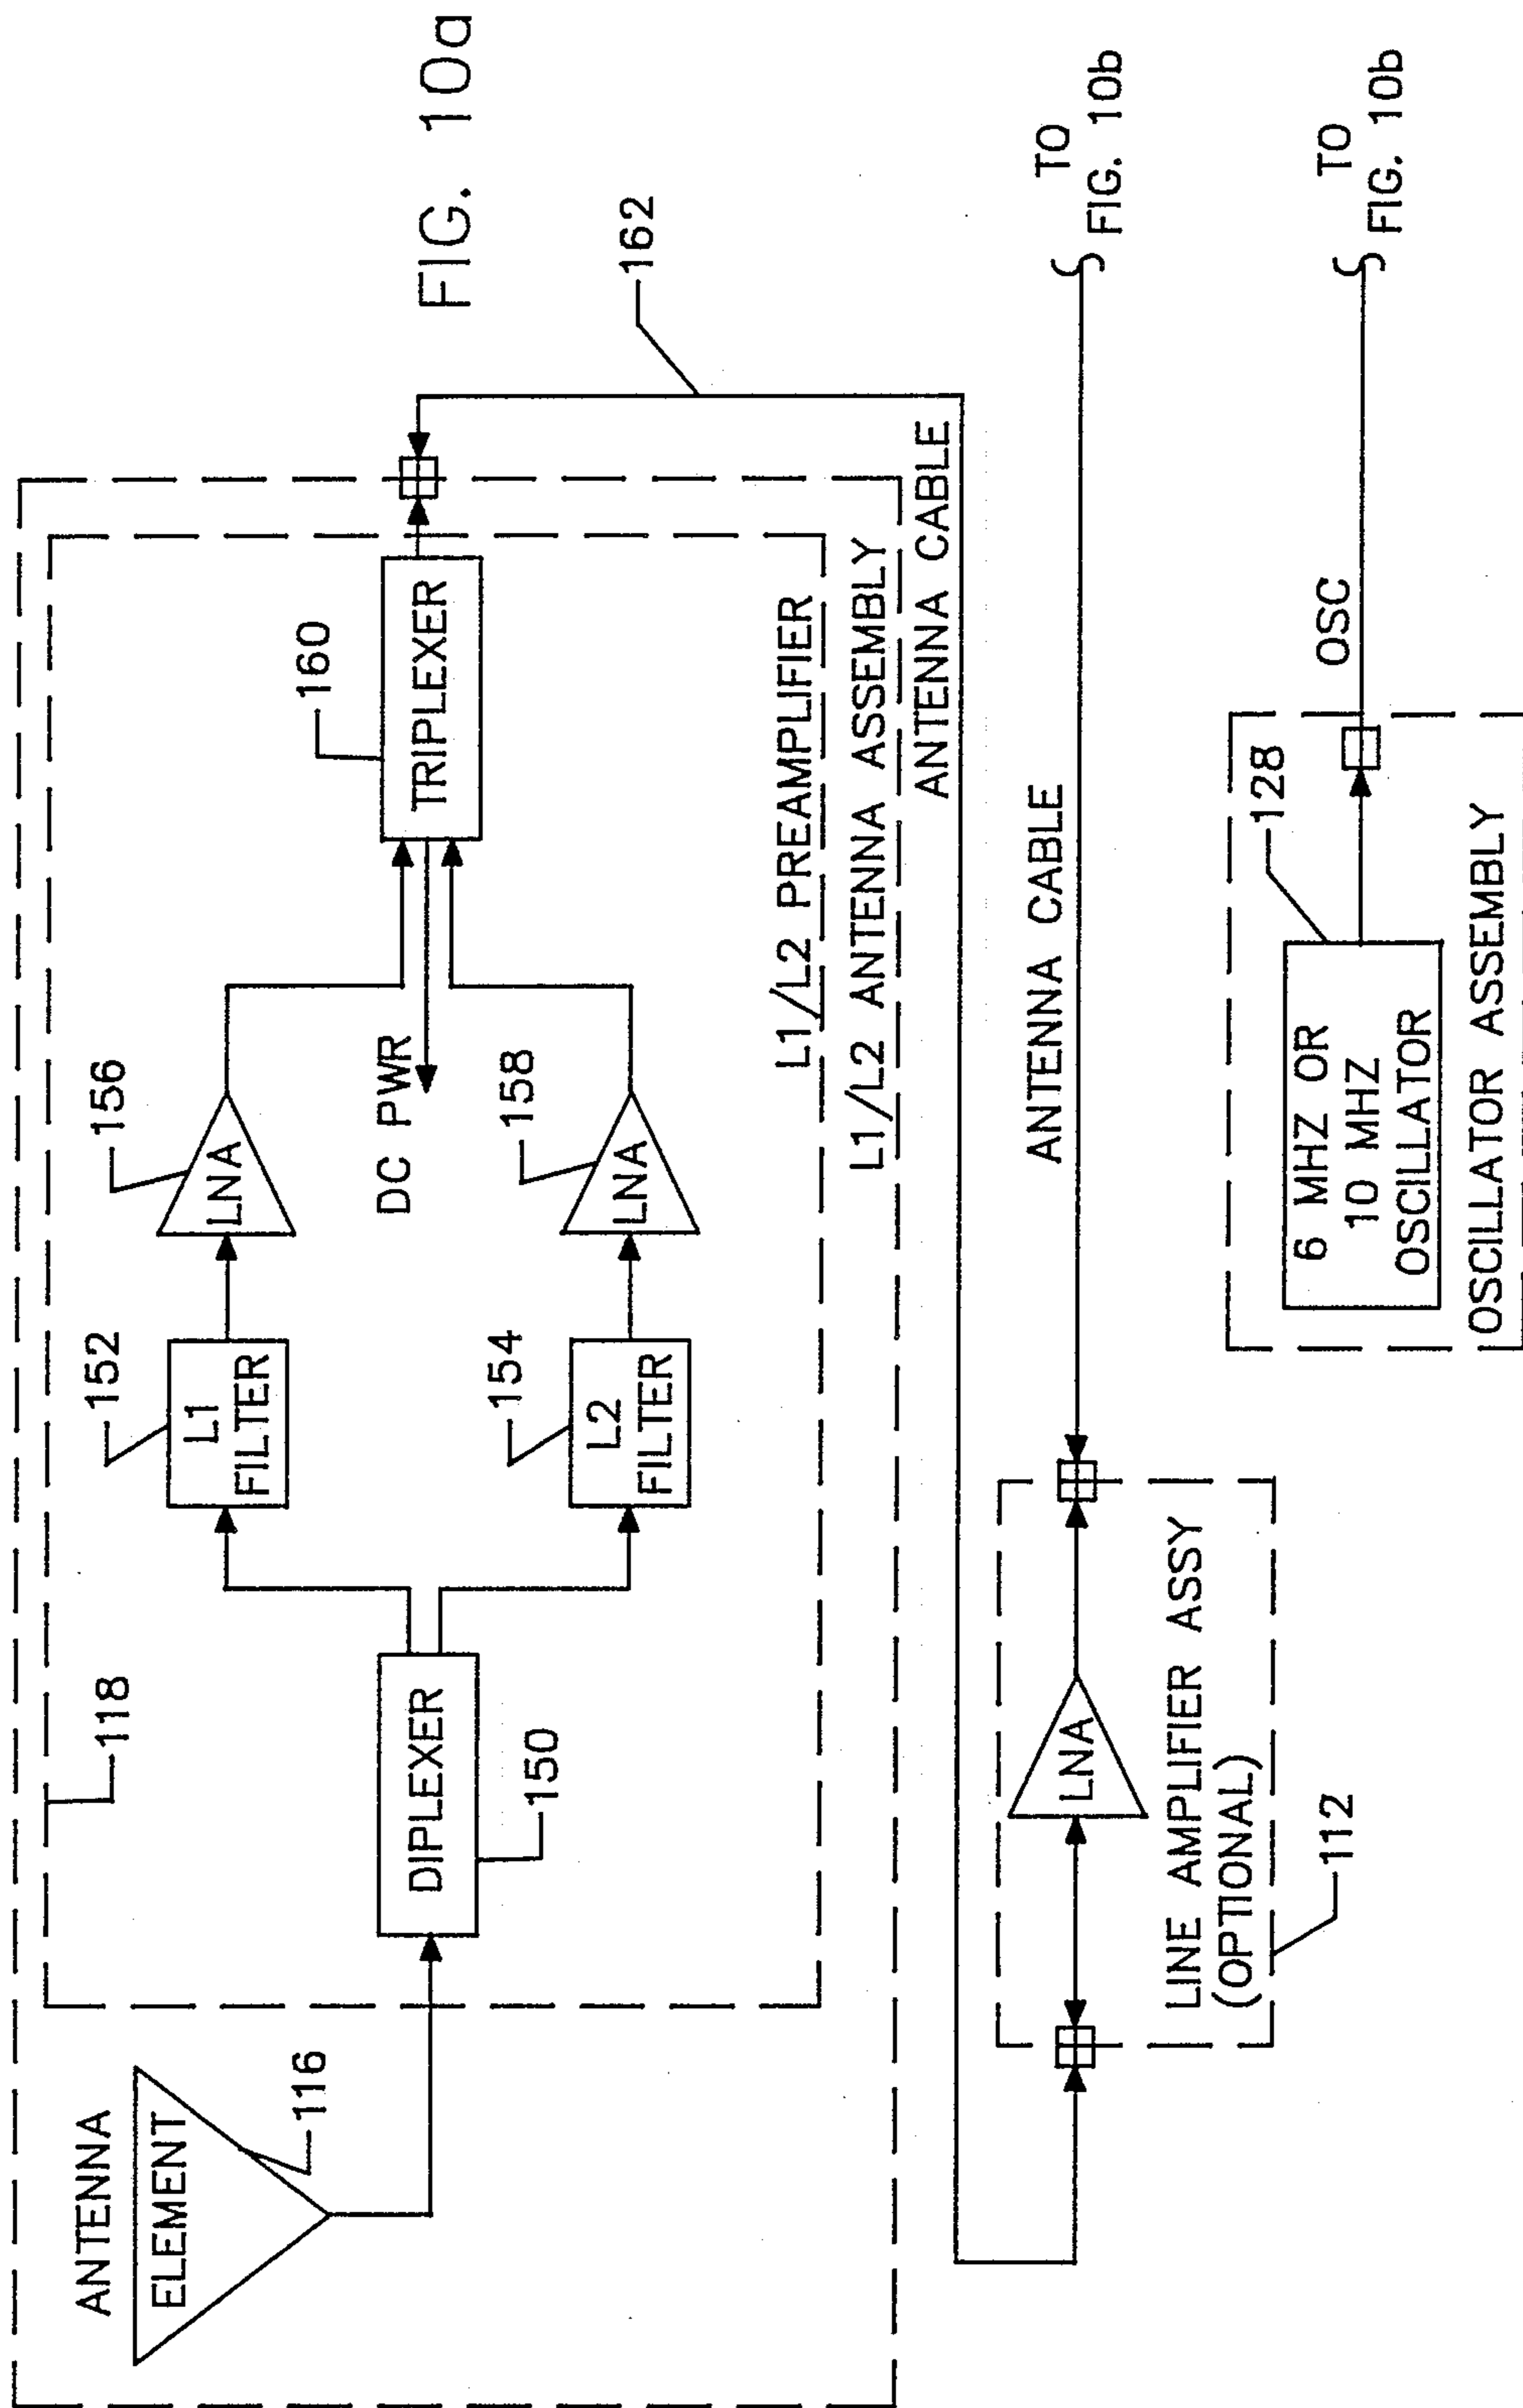 FIG. 10a
ANTENNA
ELEMENT
116
118
DIPLEXER
150
152
L1
FILTER
154
L2
FILTER
156
LNA
158
LNA
DC PWR
160
TRIPLEXER
L1/L2 PREAMPLIFIER
L1/L2 ANTENNA ASSEMBLY
ANTENNA CABLE
162
LNA
LINE AMPLIFIER ASSY
(OPTIONAL)
112
ANTENNA CABLE
TO
FIG. 10b
6 MHZ OR
10 MHZ
OSCILLATOR
128
OSCILLATOR ASSEMBLY
OSC
TO
FIG. 10b